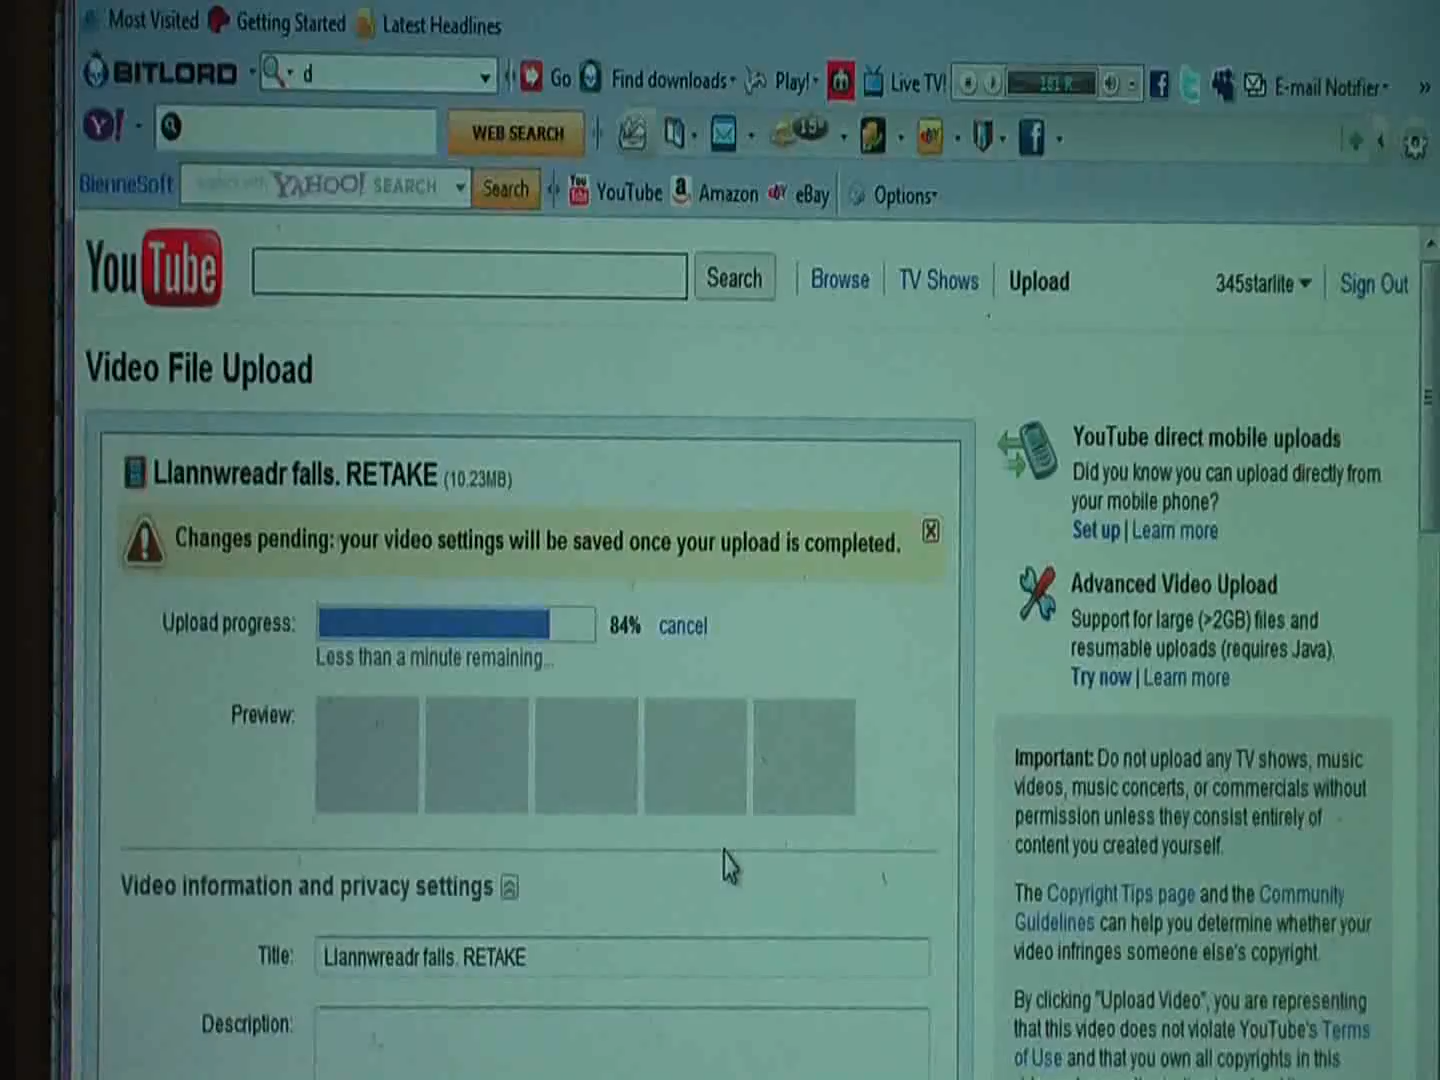 Most Visited Getting Started Latest Headlines
BITLORD d Go Find downloads Play! Live TV! 181 R E-mail Notifier »
Y! WEB SEARCH 15+
BienneSoft YAHOO! SEARCH Search YouTube Amazon eBay Options
YouTube Search Browse TV Shows Upload 345starlite Sign Out
Video File Upload
Llannwreadr falls. RETAKE (10.23MB)
Changes pending: your video settings will be saved once your upload is completed.
Upload progress: 84% cancel
Less than a minute remaining...
Preview:
Video information and privacy settings
Title: Llannwreadr falls. RETAKE
Description:
YouTube direct mobile uploads
Did you know you can upload directly from
your mobile phone?
Set up | Learn more
Advanced Video Upload
Support for large (>2GB) files and
resumable uploads (requires Java).
Try now | Learn more
Important: Do not upload any TV shows, music
videos, music concerts, or commercials without
permission unless they consist entirely of
content you created yourself.
The Copyright Tips page and the Community
Guidelines can help you determine whether your
video infringes someone else's copyright.
By clicking "Upload Video", you are representing
that this video does not violate YouTube's Terms
of Use and that you own all copyrights in this